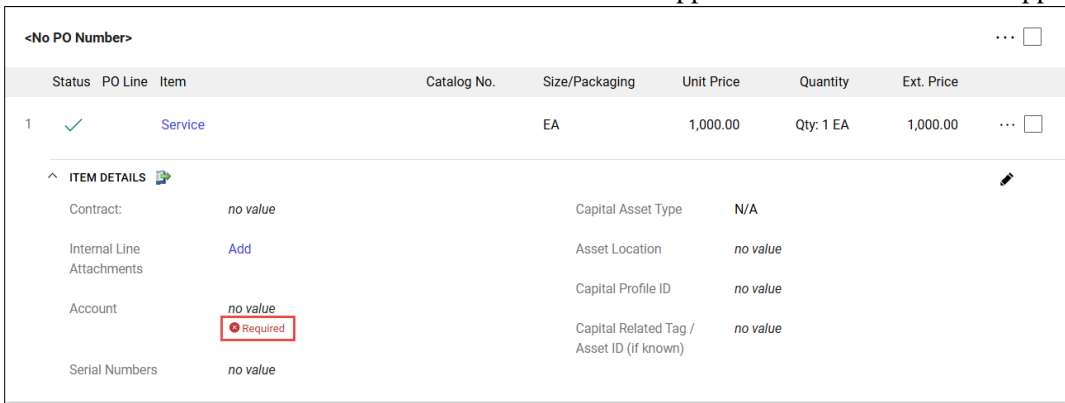 <No PO Number> ...
Status PO Line Item Catalog No. Size/Packaging Unit Price Quantity Ext. Price
1 Service EA 1,000.00 Qty: 1 EA 1,000.00 ...
ITEM DETAILS
Contract: no value Capital Asset Type N/A
Internal Line Add Asset Location no value
Attachments
Capital Profile ID no value
Account no value
Required
Capital Related Tag / no value
Asset ID (if known)
Serial Numbers no value